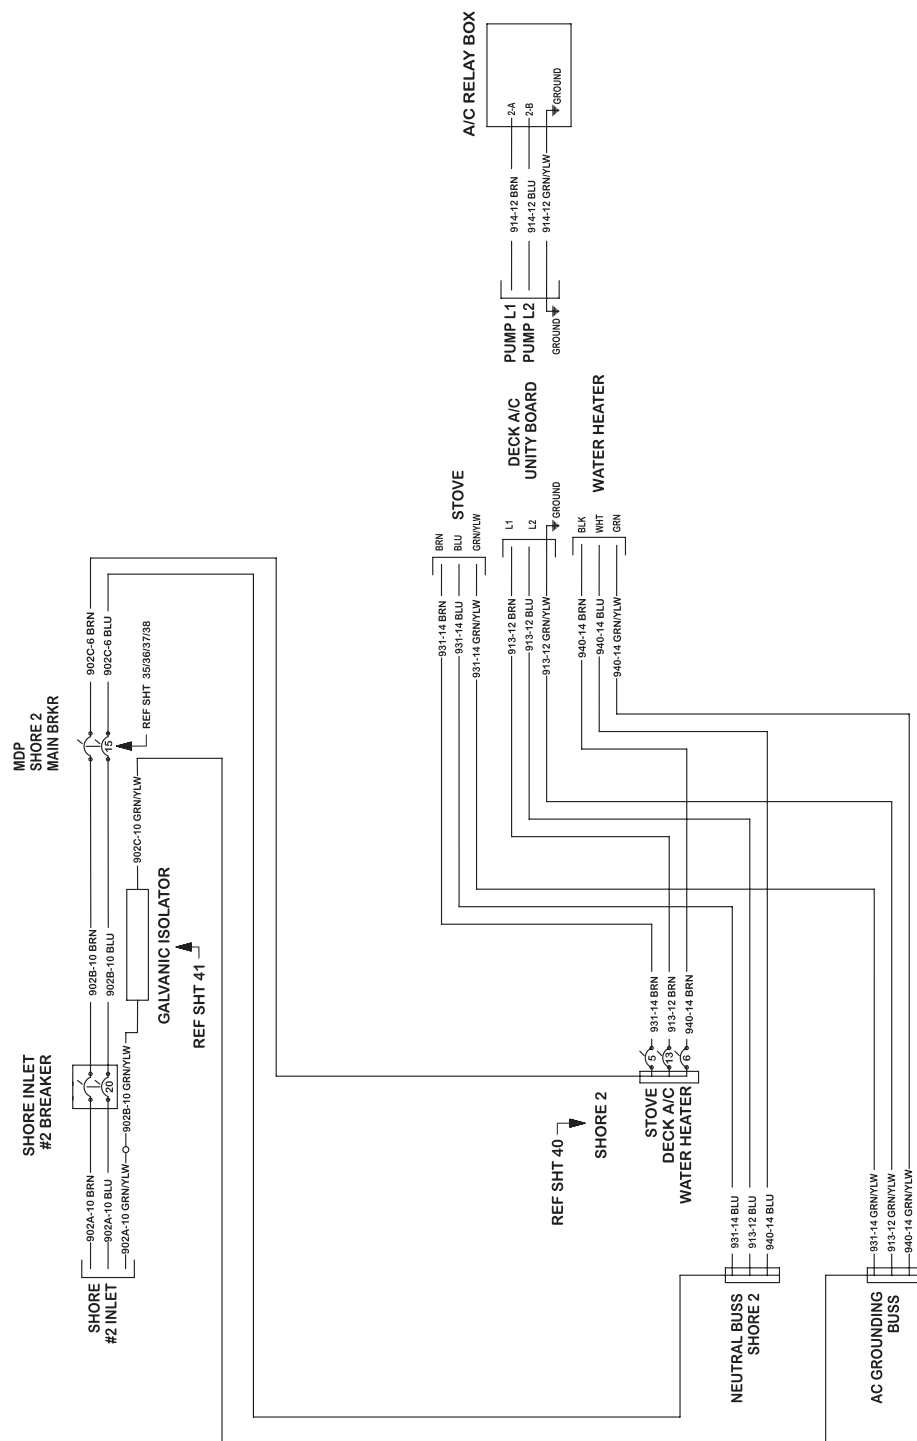 SHORE
#2 INLET
902A-10 BRN
902A-10 BLU
902A-10 GRN/YLW
SHORE INLET
#2 BREAKER
20
902B-10 GRN/YLW
902B-10 BRN
902B-10 BLU
GALVANIC ISOLATOR
REF SHT 41
902C-10 GRN/YLW
MDP
SHORE 2
MAIN BRKR
15
REF SHT 35/36/37/38
902C-6 BRN
902C-6 BLU
REF SHT 40
SHORE 2
STOVE
DECK A/C
WATER HEATER
5
13
6
931-14 BRN
913-12 BRN
940-14 BRN
NEUTRAL BUSS
SHORE 2
931-14 BLU
913-12 BLU
940-14 BLU
AC GROUNDING
BUSS
931-14 GRN/YLW
913-12 GRN/YLW
940-14 GRN/YLW
931-14 BRN
931-14 BLU
931-14 GRN/YLW
BRN
BLU
GRN/YLW
STOVE
913-12 BRN
913-12 BLU
913-12 GRN/YLW
L1
L2
GROUND
DECK A/C
UNITY BOARD
940-14 BRN
940-14 BLU
940-14 GRN/YLW
BLK
WHT
GRN
WATER HEATER
PUMP L1
PUMP L2
GROUND
914-12 BRN
914-12 BLU
914-12 GRN/YLW
2-A
2-B
GROUND
A/C RELAY BOX